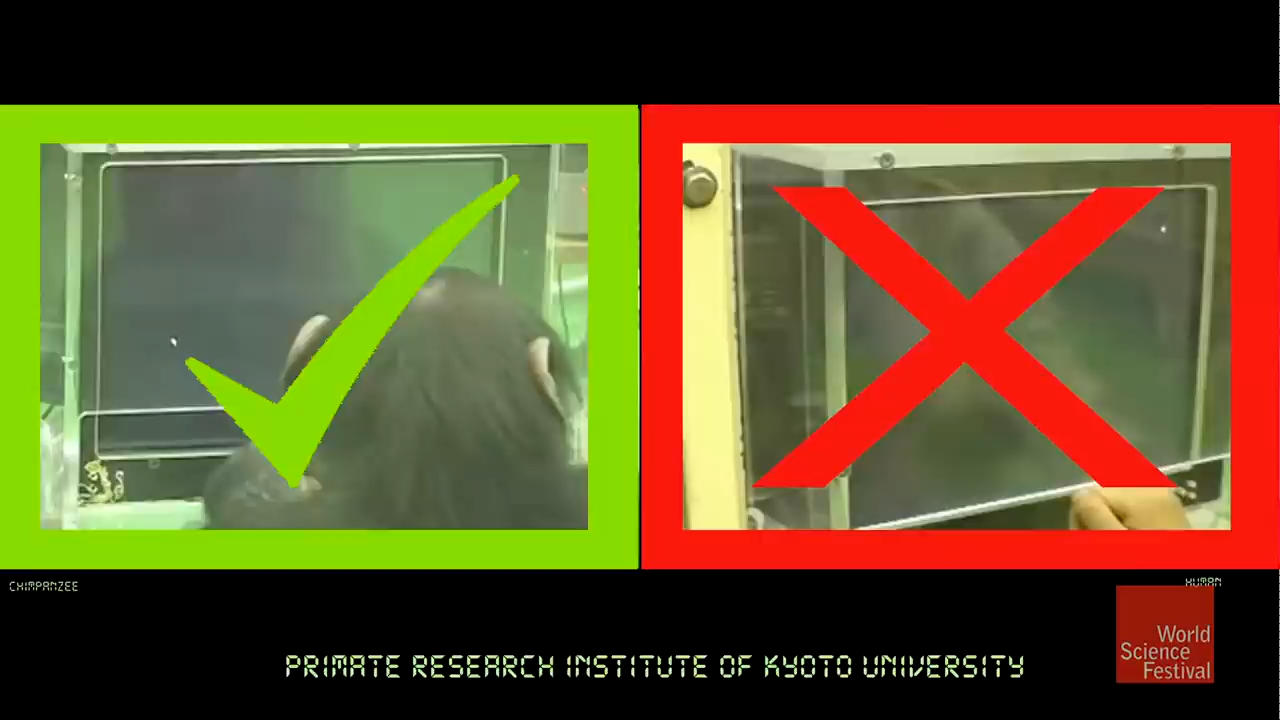 CHIMPANZEE
HUMAN
PRIMATE RESEARCH INSTITUTE OF KYOTO UNIVERSITY
World
Science
Festival